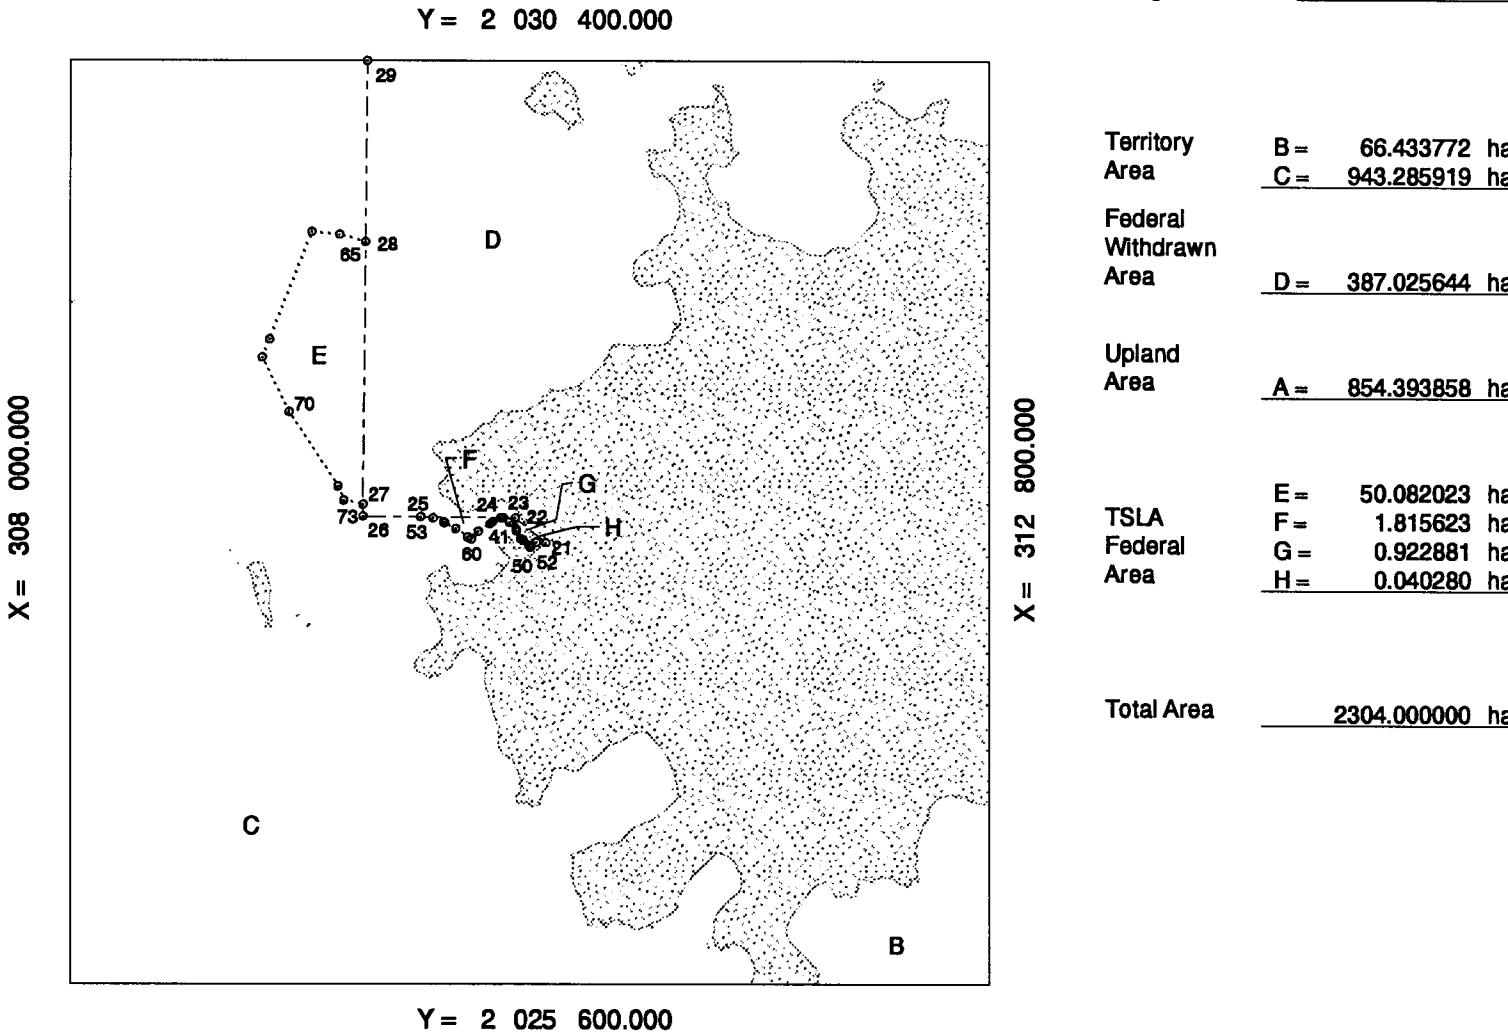 Y = 2 030 400.000
29
D
28
65
E
70
X = 308 000.000
X = 312 800.000
F
G
H
27
73
26
25
53
60
24
23
22
41
21
50
52
C
B
Y = 2 025 600.000
Territory
Area
B = 66.433772 ha
C = 943.285919 ha
Federal
Withdrawn
Area
D = 387.025644 ha
Upland
Area
A = 854.393858 ha
TSLA
Federal
Area
E = 50.082023 ha
F = 1.815623 ha
G = 0.922881 ha
H = 0.040280 ha
Total Area 2304.000000 ha